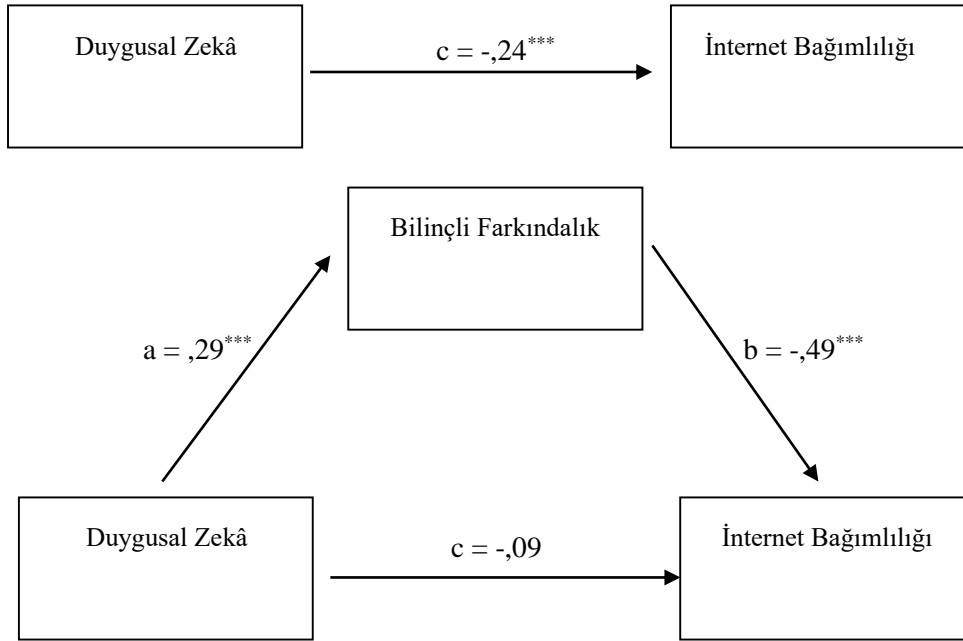 Duygusal Zekâ
c = -,24***
İnternet Bağımlılığı
Bilinçli Farkındalık
a = ,29***
b = -,49***
Duygusal Zekâ
c = -,09
İnternet Bağımlılığı